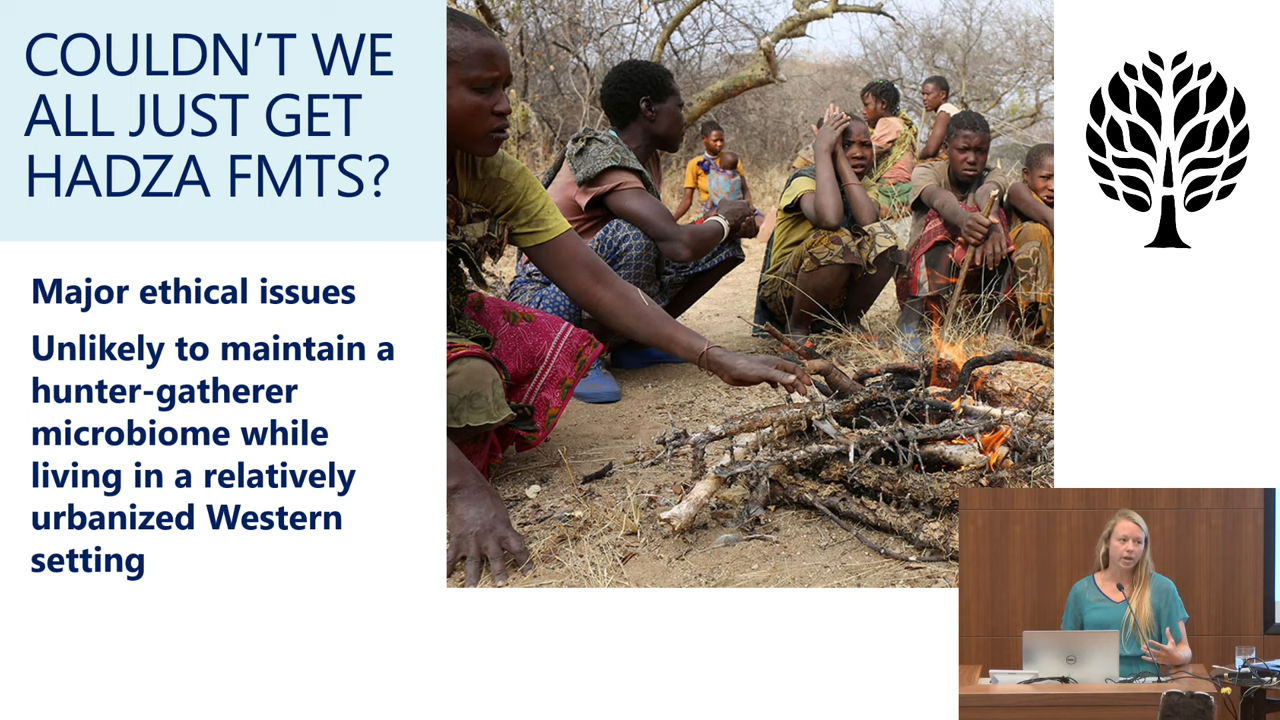 COULDN'T WE
ALL JUST GET
HADZA FMTS?
Major ethical issues
Unlikely to maintain a
hunter-gatherer
microbiome while
living in a relatively
urbanized Western
setting